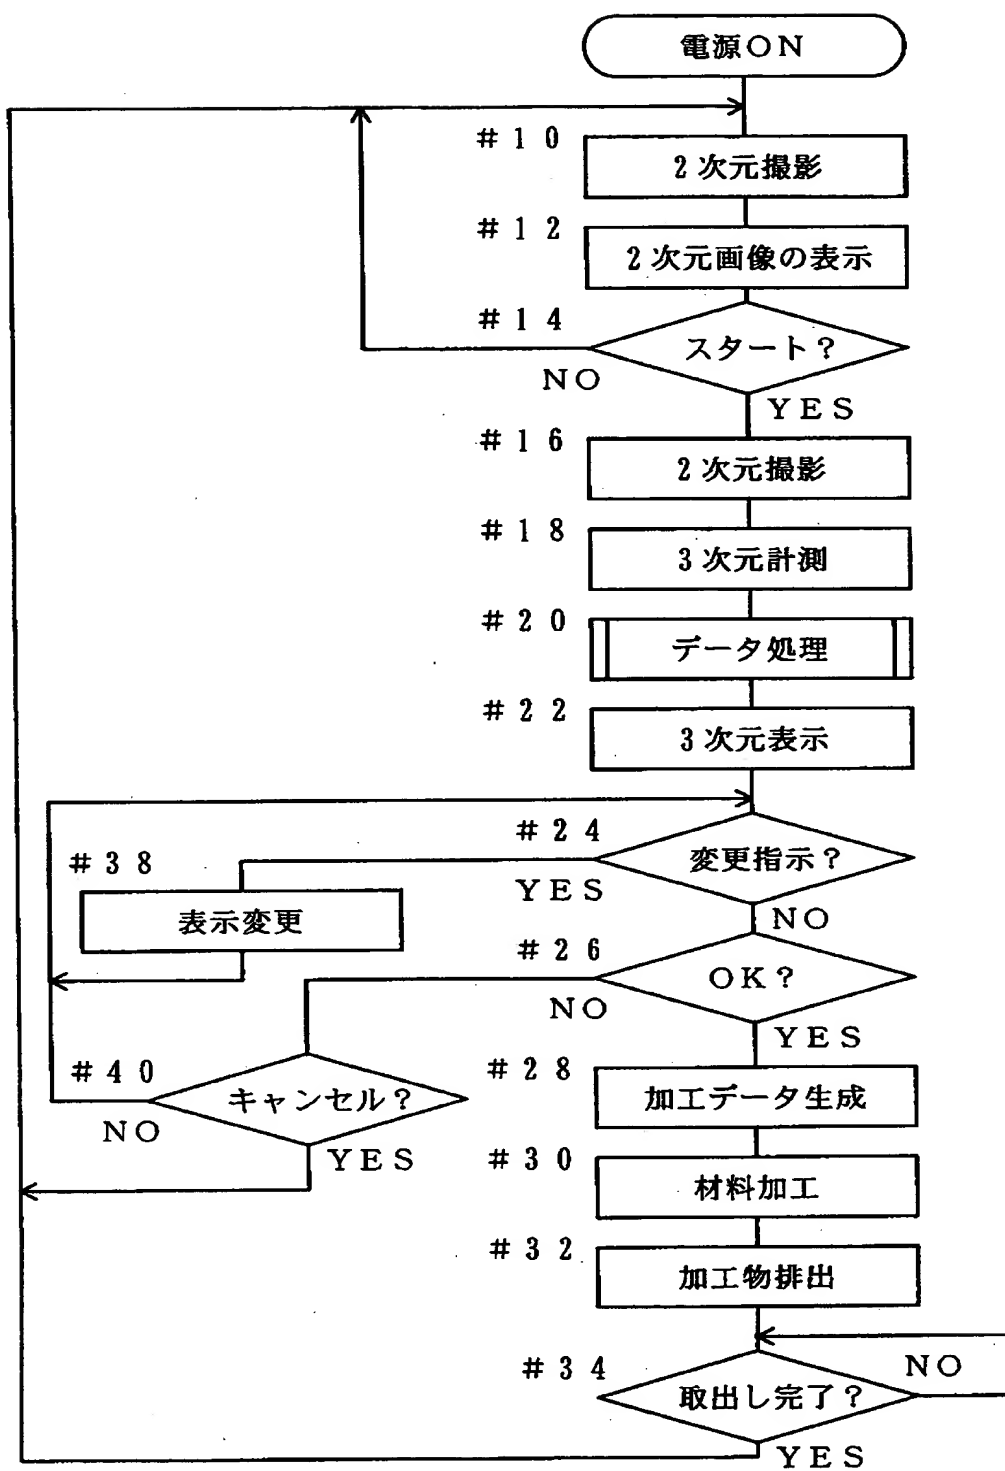 電源ON
#10
2次元撮影
#12
2次元画像の表示
#14
スタート?
NO
YES
#16
2次元撮影
#18
3次元計測
#20
データ処理
#22
3次元表示
#24
変更指示?
YES
NO
#38
表示変更
#26
OK?
NO
YES
#40
キャンセル?
NO
YES
#28
加工データ生成
#30
材料加工
#32
加工物排出
#34
取出し完了?
NO
YES